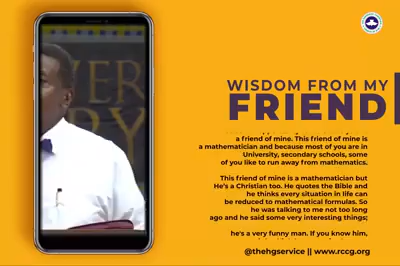 WISDOM FROM MY
FRIEND
a friend of mine. This friend of mine is
a mathematician and because most of you are in
University, secondary schools, some
of you like to run away from mathematics.
This friend of mine is a mathematician but
He's a Christian too. He quotes the Bible and
he thinks every situation in life can
be reduced to mathematical formulas. So
he was talking to me not too long
ago and he said some very interesting things;
he's a very funny man. If you know him,
@thehgservice || www.rccg.org